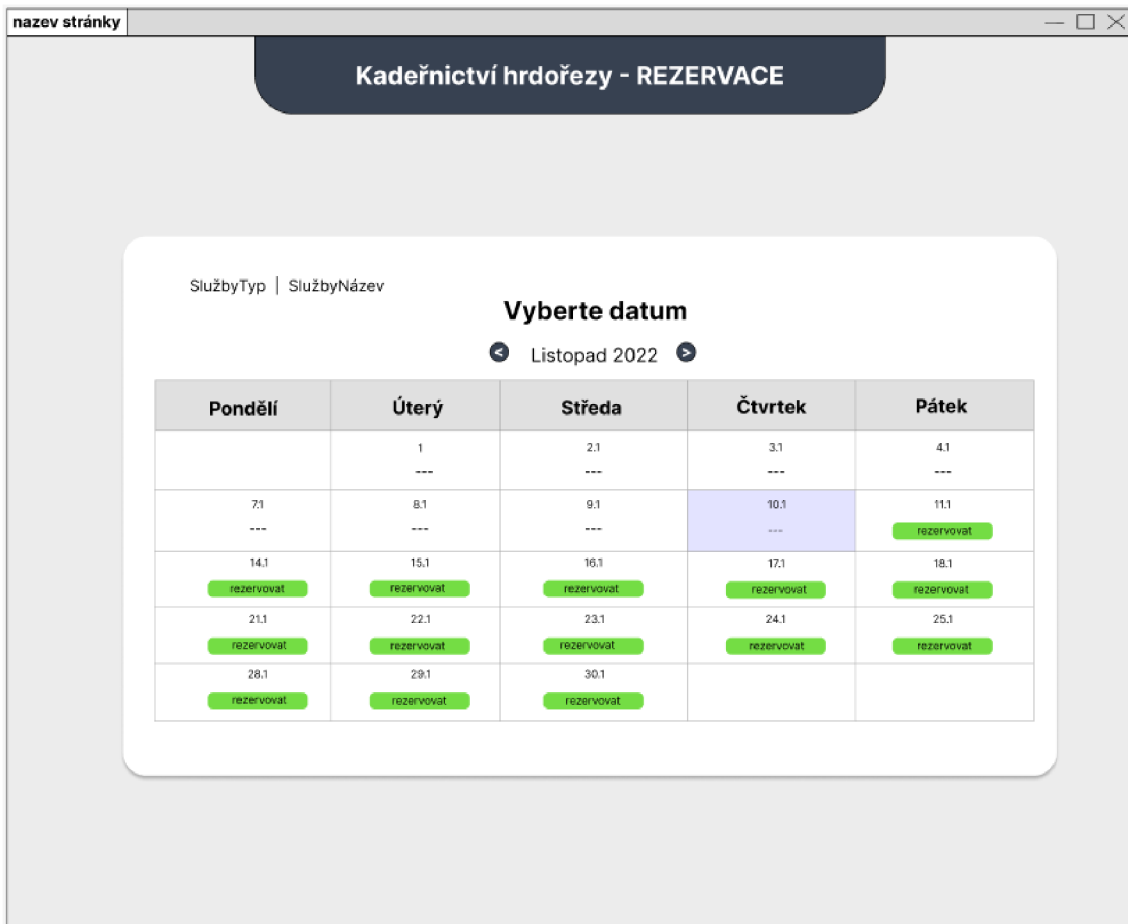 nazev stránky
Kadeřnictví hrdořezy - REZERVACE
SlužbyTyp | SlužbyNázev
Vyberte datum
< Listopad 2022 >
Pondělí Úterý Středa Čtvrtek Pátek
1 2.1 3.1 4.1
--- --- --- ---
7.1 8.1 9.1 10.1 11.1
--- --- --- --- rezervovat
14.1 15.1 16.1 17.1 18.1
rezervovat rezervovat rezervovat rezervovat rezervovat
21.1 22.1 23.1 24.1 25.1
rezervovat rezervovat rezervovat rezervovat rezervovat
28.1 29.1 30.1
rezervovat rezervovat rezervovat